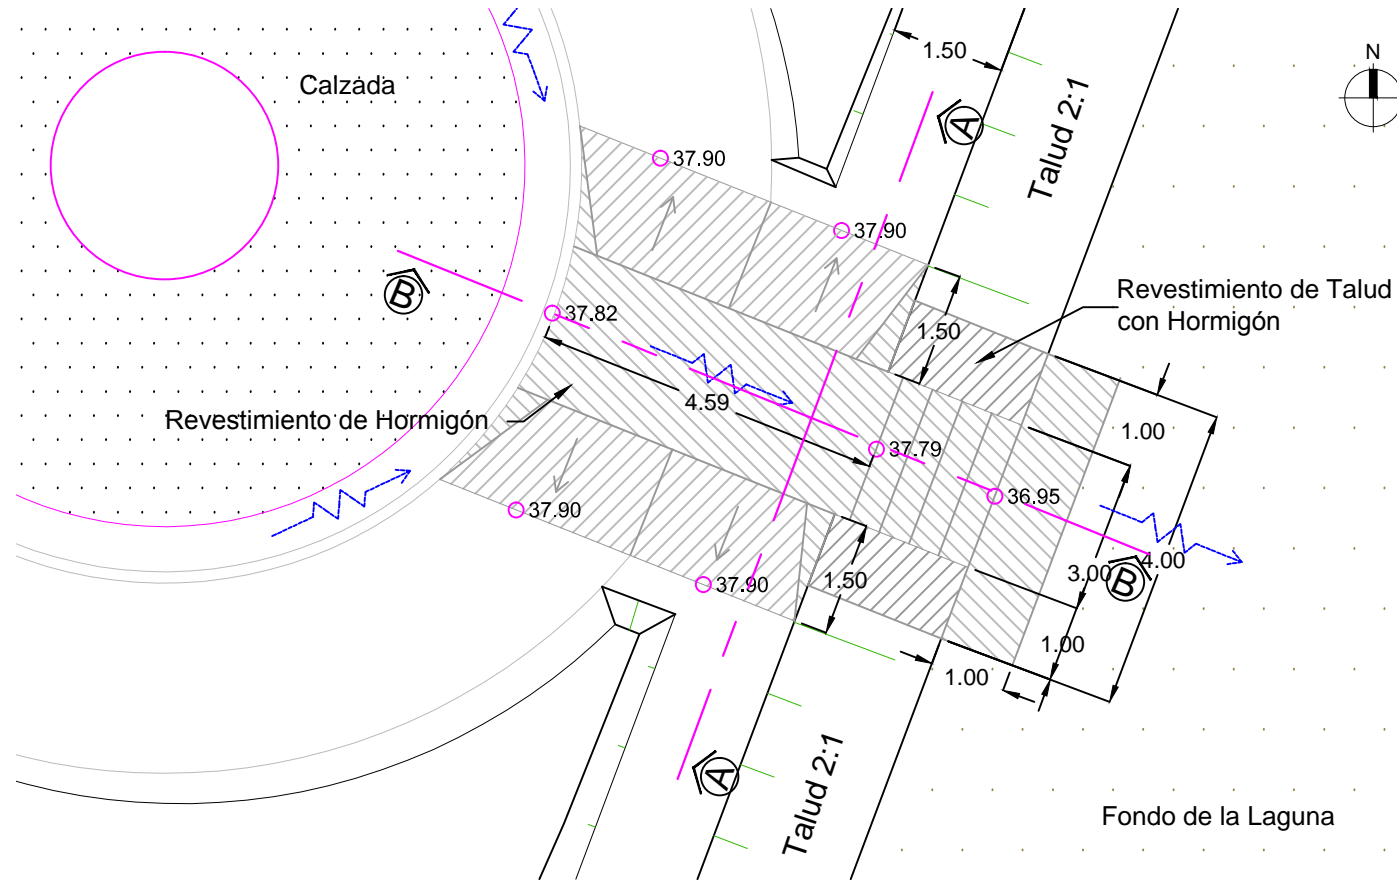 1.50
N
Calzada
A
Talud 2:1
37.90
37.90
B
Revestimiento de Talud
con Hormigón
37.82
1.50
4.59
Revestimiento de Hormigón
1.00
37.79
36.95
37.90
4.00
3.00
B
37.90
1.50
1.00
1.00
A
Talud 2:1
Fondo de la Laguna